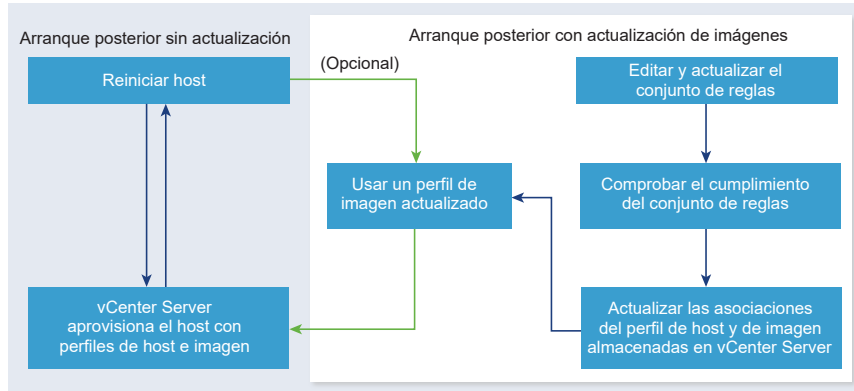 Arranque posterior sin actualización
Reiniciar host
vCenter Server
aprovisiona el host con
perfiles de host e imagen
Arranque posterior con actualización de imágenes
(Opcional)
Usar un perfil de
imagen actualizado
Editar y actualizar el
conjunto de reglas
Comprobar el cumplimiento
del conjunto de reglas
Actualizar las asociaciones
del perfil de host y de imagen
almacenadas en vCenter Server